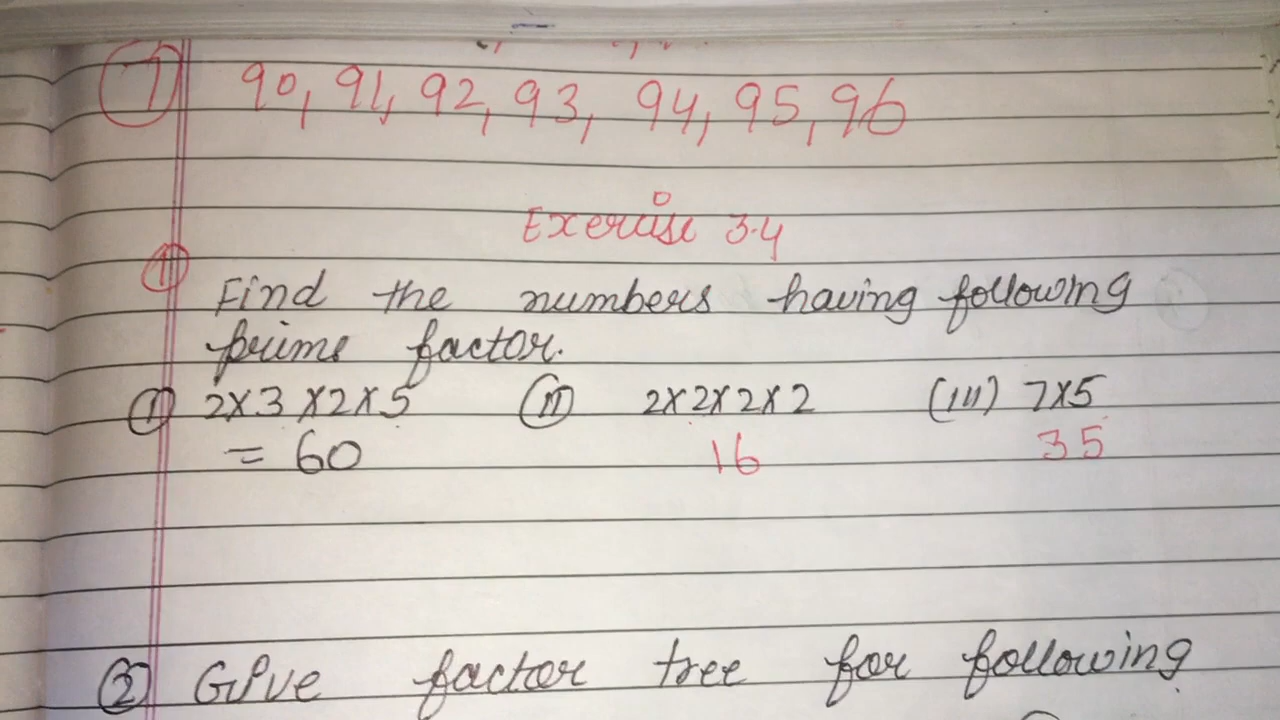 7 90, 91, 92, 93, 94, 95, 96
Exercise 3.4
1
Find the numbers having following
prime factor.
(i) 2×3×2×5 (ii) 2×2×2×2 (iii) 7×5
= 60 16 35
2 Give factor tree for following